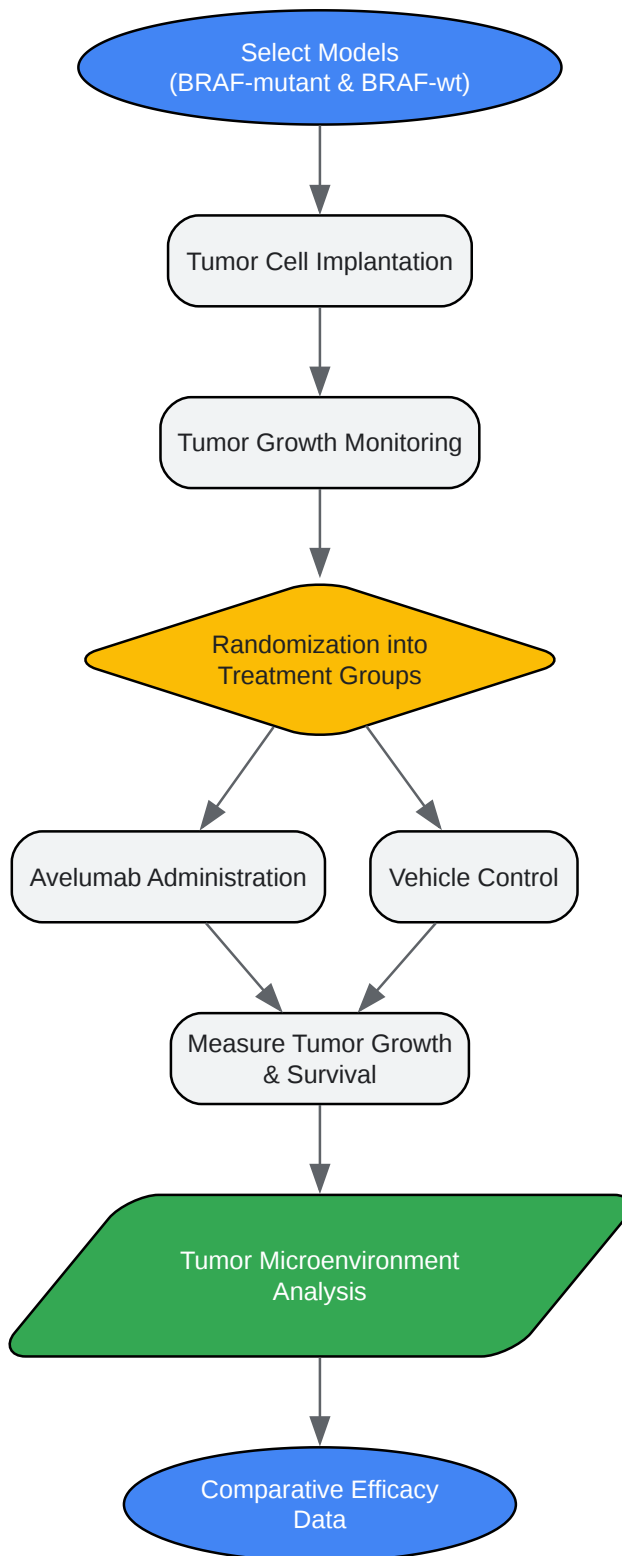 Select Models
(BRAF-mutant & BRAF-wt)
Tumor Cell Implantation
Tumor Growth Monitoring
Randomization into
Treatment Groups
Avelumab Administration
Vehicle Control
Measure Tumor Growth
& Survival
Tumor Microenvironment
Analysis
Comparative Efficacy
Data